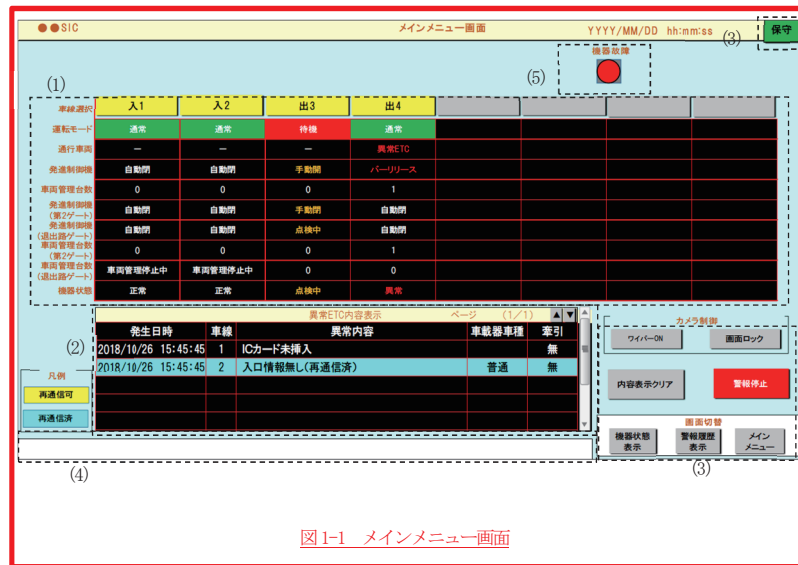 ●●SIC メインメニュー画面 YYYY/MM/DD hh:mm:ss (3) 保守
機器故障
(5)
(1)
車線選択 入1 入2 出3 出4
運転モード 通常 通常 待機 通常
通行車両 － － － 異常ETC
発進制御機 自動閉 自動閉 手動開 バーリリース
車両管理台数 0 0 0 1
発進制御機
(第2ゲート) 自動閉 自動閉 手動閉 自動閉
発進制御機
(退出路ゲート) 自動閉 自動閉 点検中 自動閉
車両管理台数
(第2ゲート) 0 0 0 1
車両管理台数
(退出路ゲート) 車両管理停止中 車両管理停止中 0 0
機器状態 正常 正常 点検中 異常
異常ETC内容表示 ページ (1/1) ▲ ▼
発生日時 車線 異常内容 車載器車種 牽引
(2)
2018/10/26 15:45:45 1 ICカード未挿入 無
2018/10/26 15:45:45 2 入口情報無し(再通信済) 普通 無
凡例
再通信可
再通信済
カメラ制御
ワイパーON 画面ロック
内容表示クリア 警報停止
画面切替
機器状態
表示
警報履歴
表示
メイン
メニュー
(3)
(4)
図1-1 メインメニュー画面